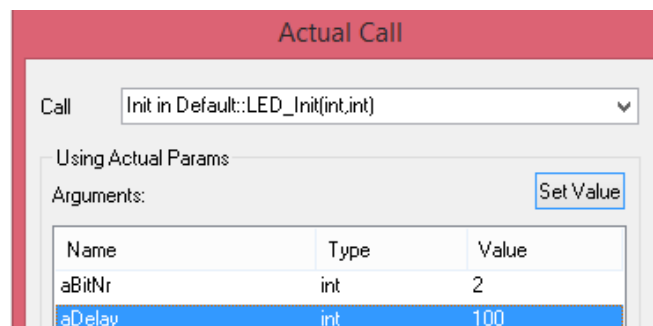 Actual Call
Call Init in Default::LED_Init(int,int)
Using Actual Params
Arguments: Set Value
Name Type Value
aBitNr int 2
aDelay int 100